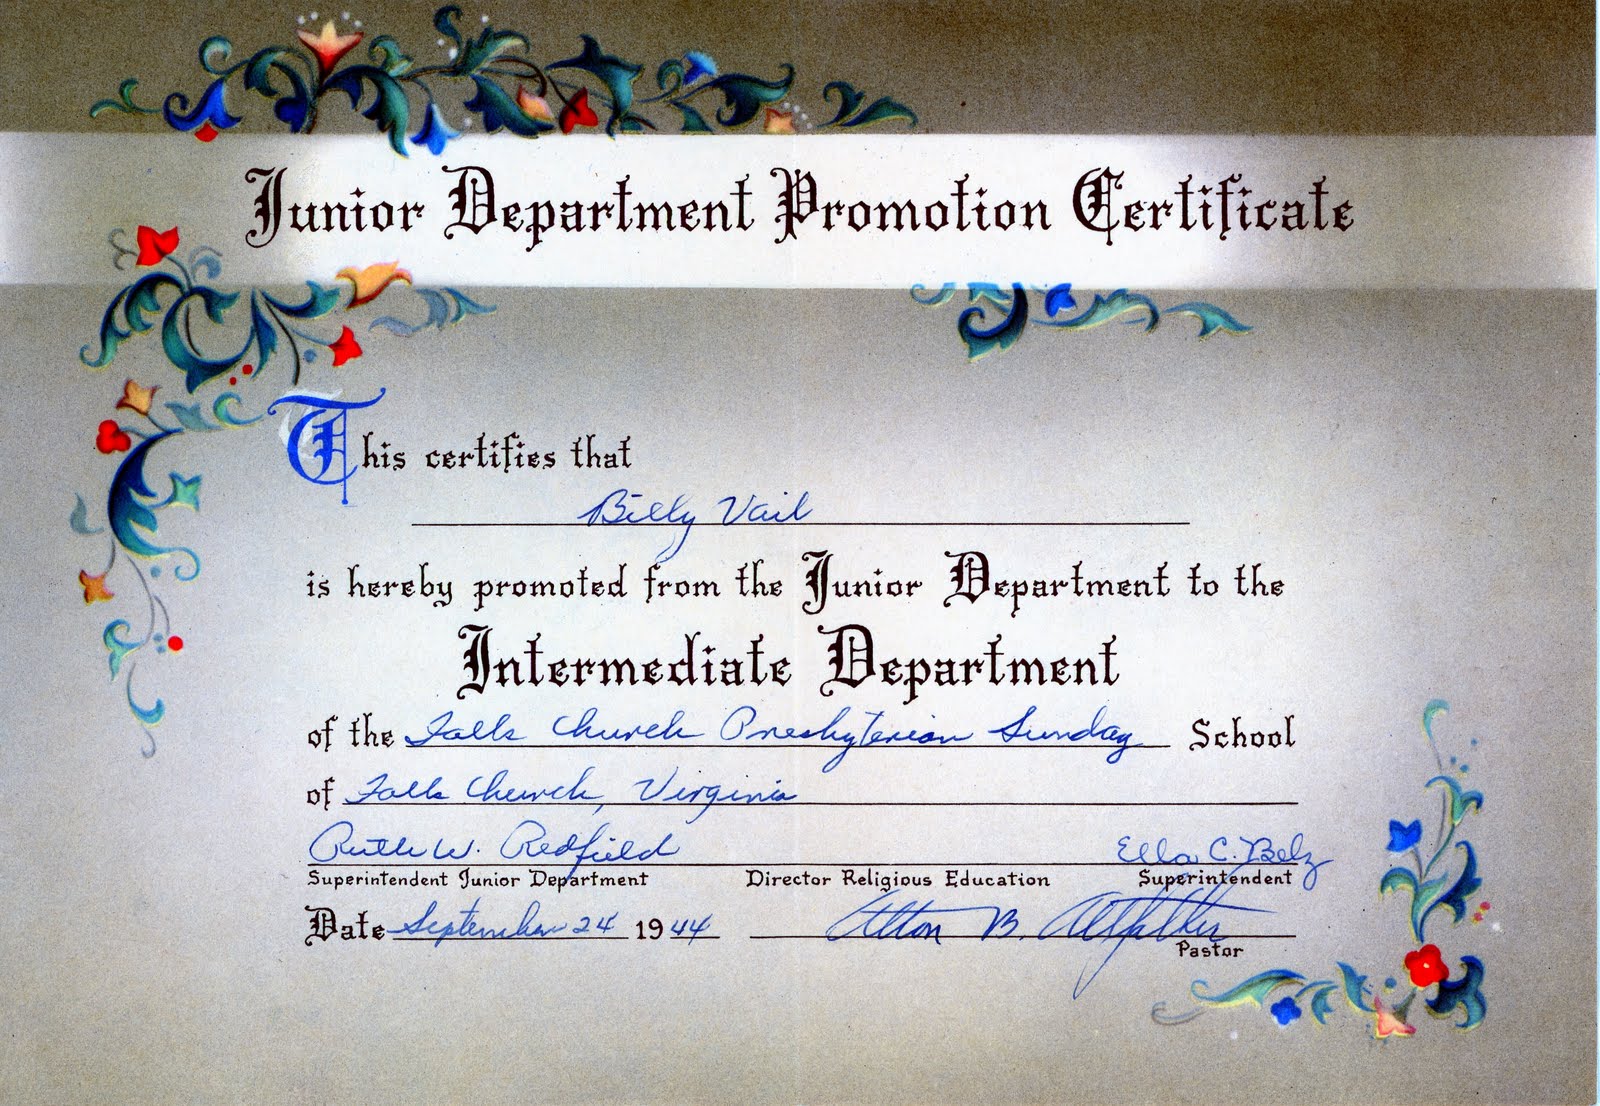 Junior Department Promotion Certificate
This certifies that
Billy Vail
is hereby promoted from the Junior Department to the
Intermediate Department
of the Falls Church Presbyterian Sunday School
of Falls Church, Virginia
Ruth W. Redfield Ella C. Belz
Superintendent Junior Department Director Religious Education Superintendent
Date September 24 1944 Alton B. Altfather
Pastor